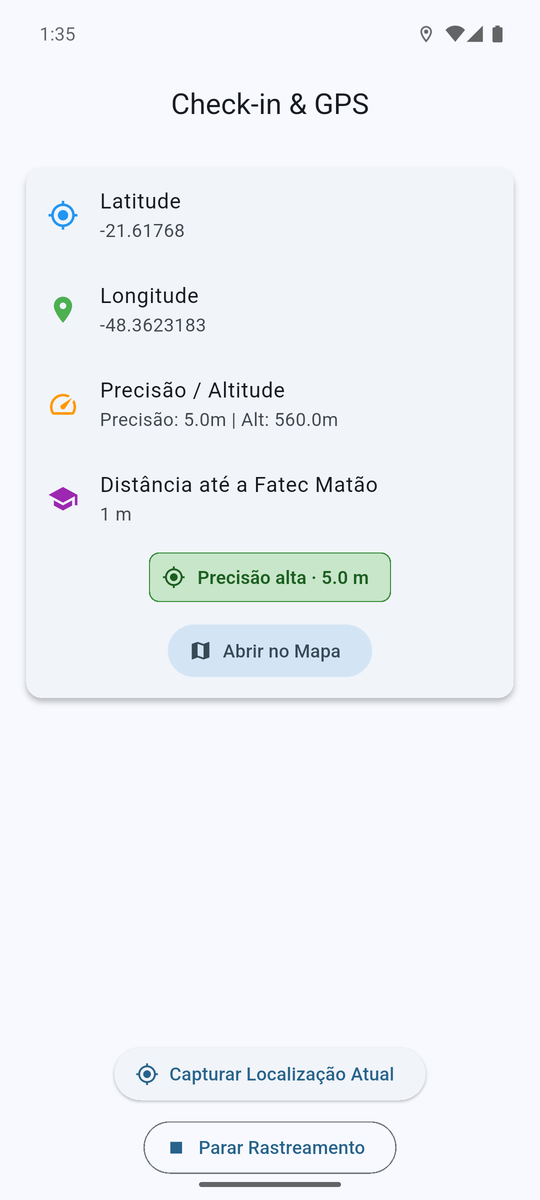 1:35
Check-in & GPS
Latitude
-21.61768
Longitude
-48.3623183
Precisão / Altitude
Precisão: 5.0m | Alt: 560.0m
Distância até a Fatec Matão
1 m
Precisão alta · 5.0 m
Abrir no Mapa
Capturar Localização Atual
Parar Rastreamento